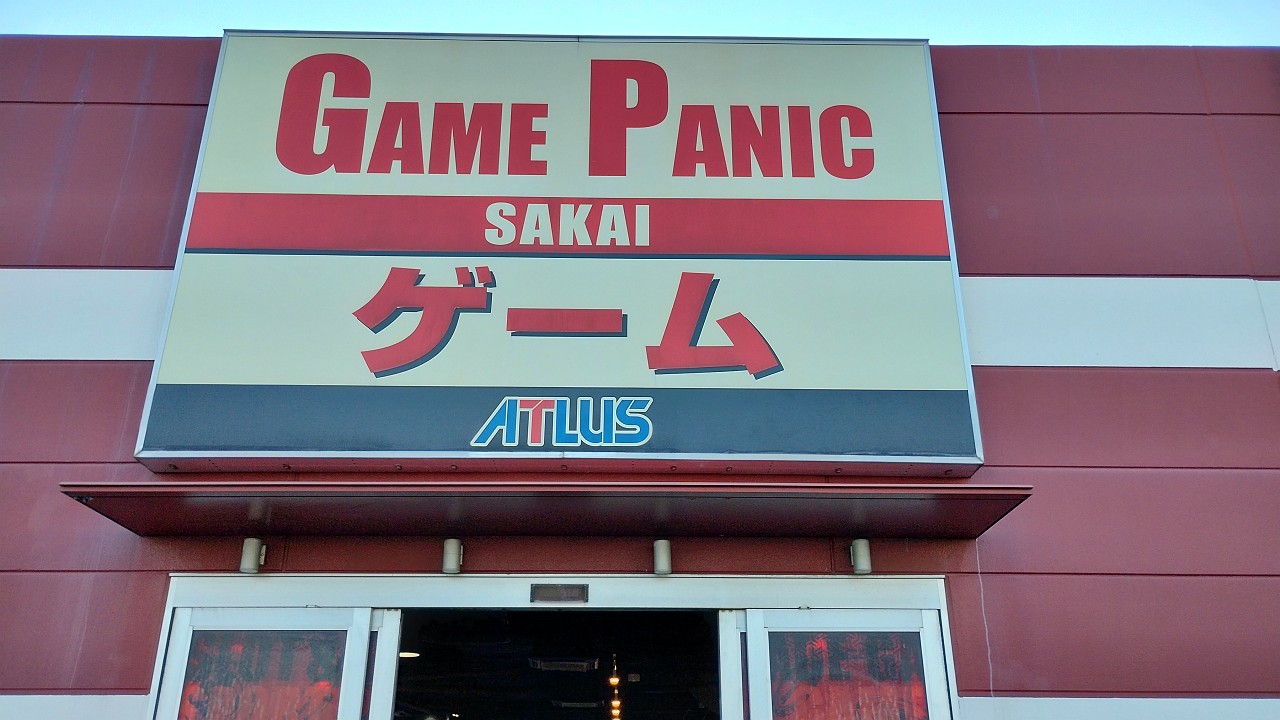 GAME PANIC
SAKAI
ゲーム
ATLUS